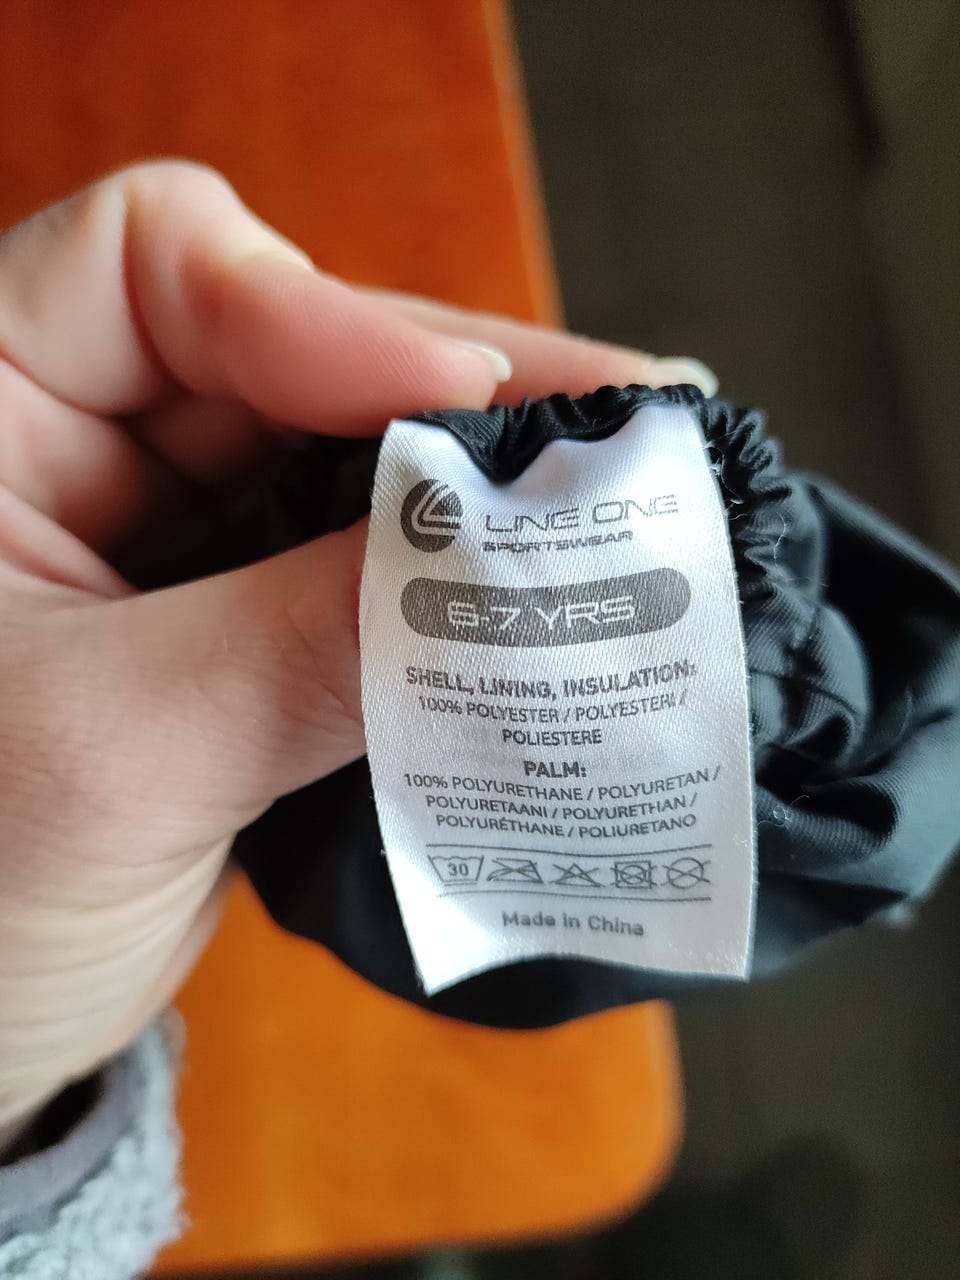 LINE ONE
SPORTSWEAR
6-7 YRS
SHELL, LINING, INSULATION:
100% POLYESTER / POLYESTERI /
POLIESTERE
PALM:
100% POLYURETHANE / POLYURETAN /
POLYURETAANI / POLYURETHAN /
POLYURÉTHANE / POLIURETANO
30
Made in China